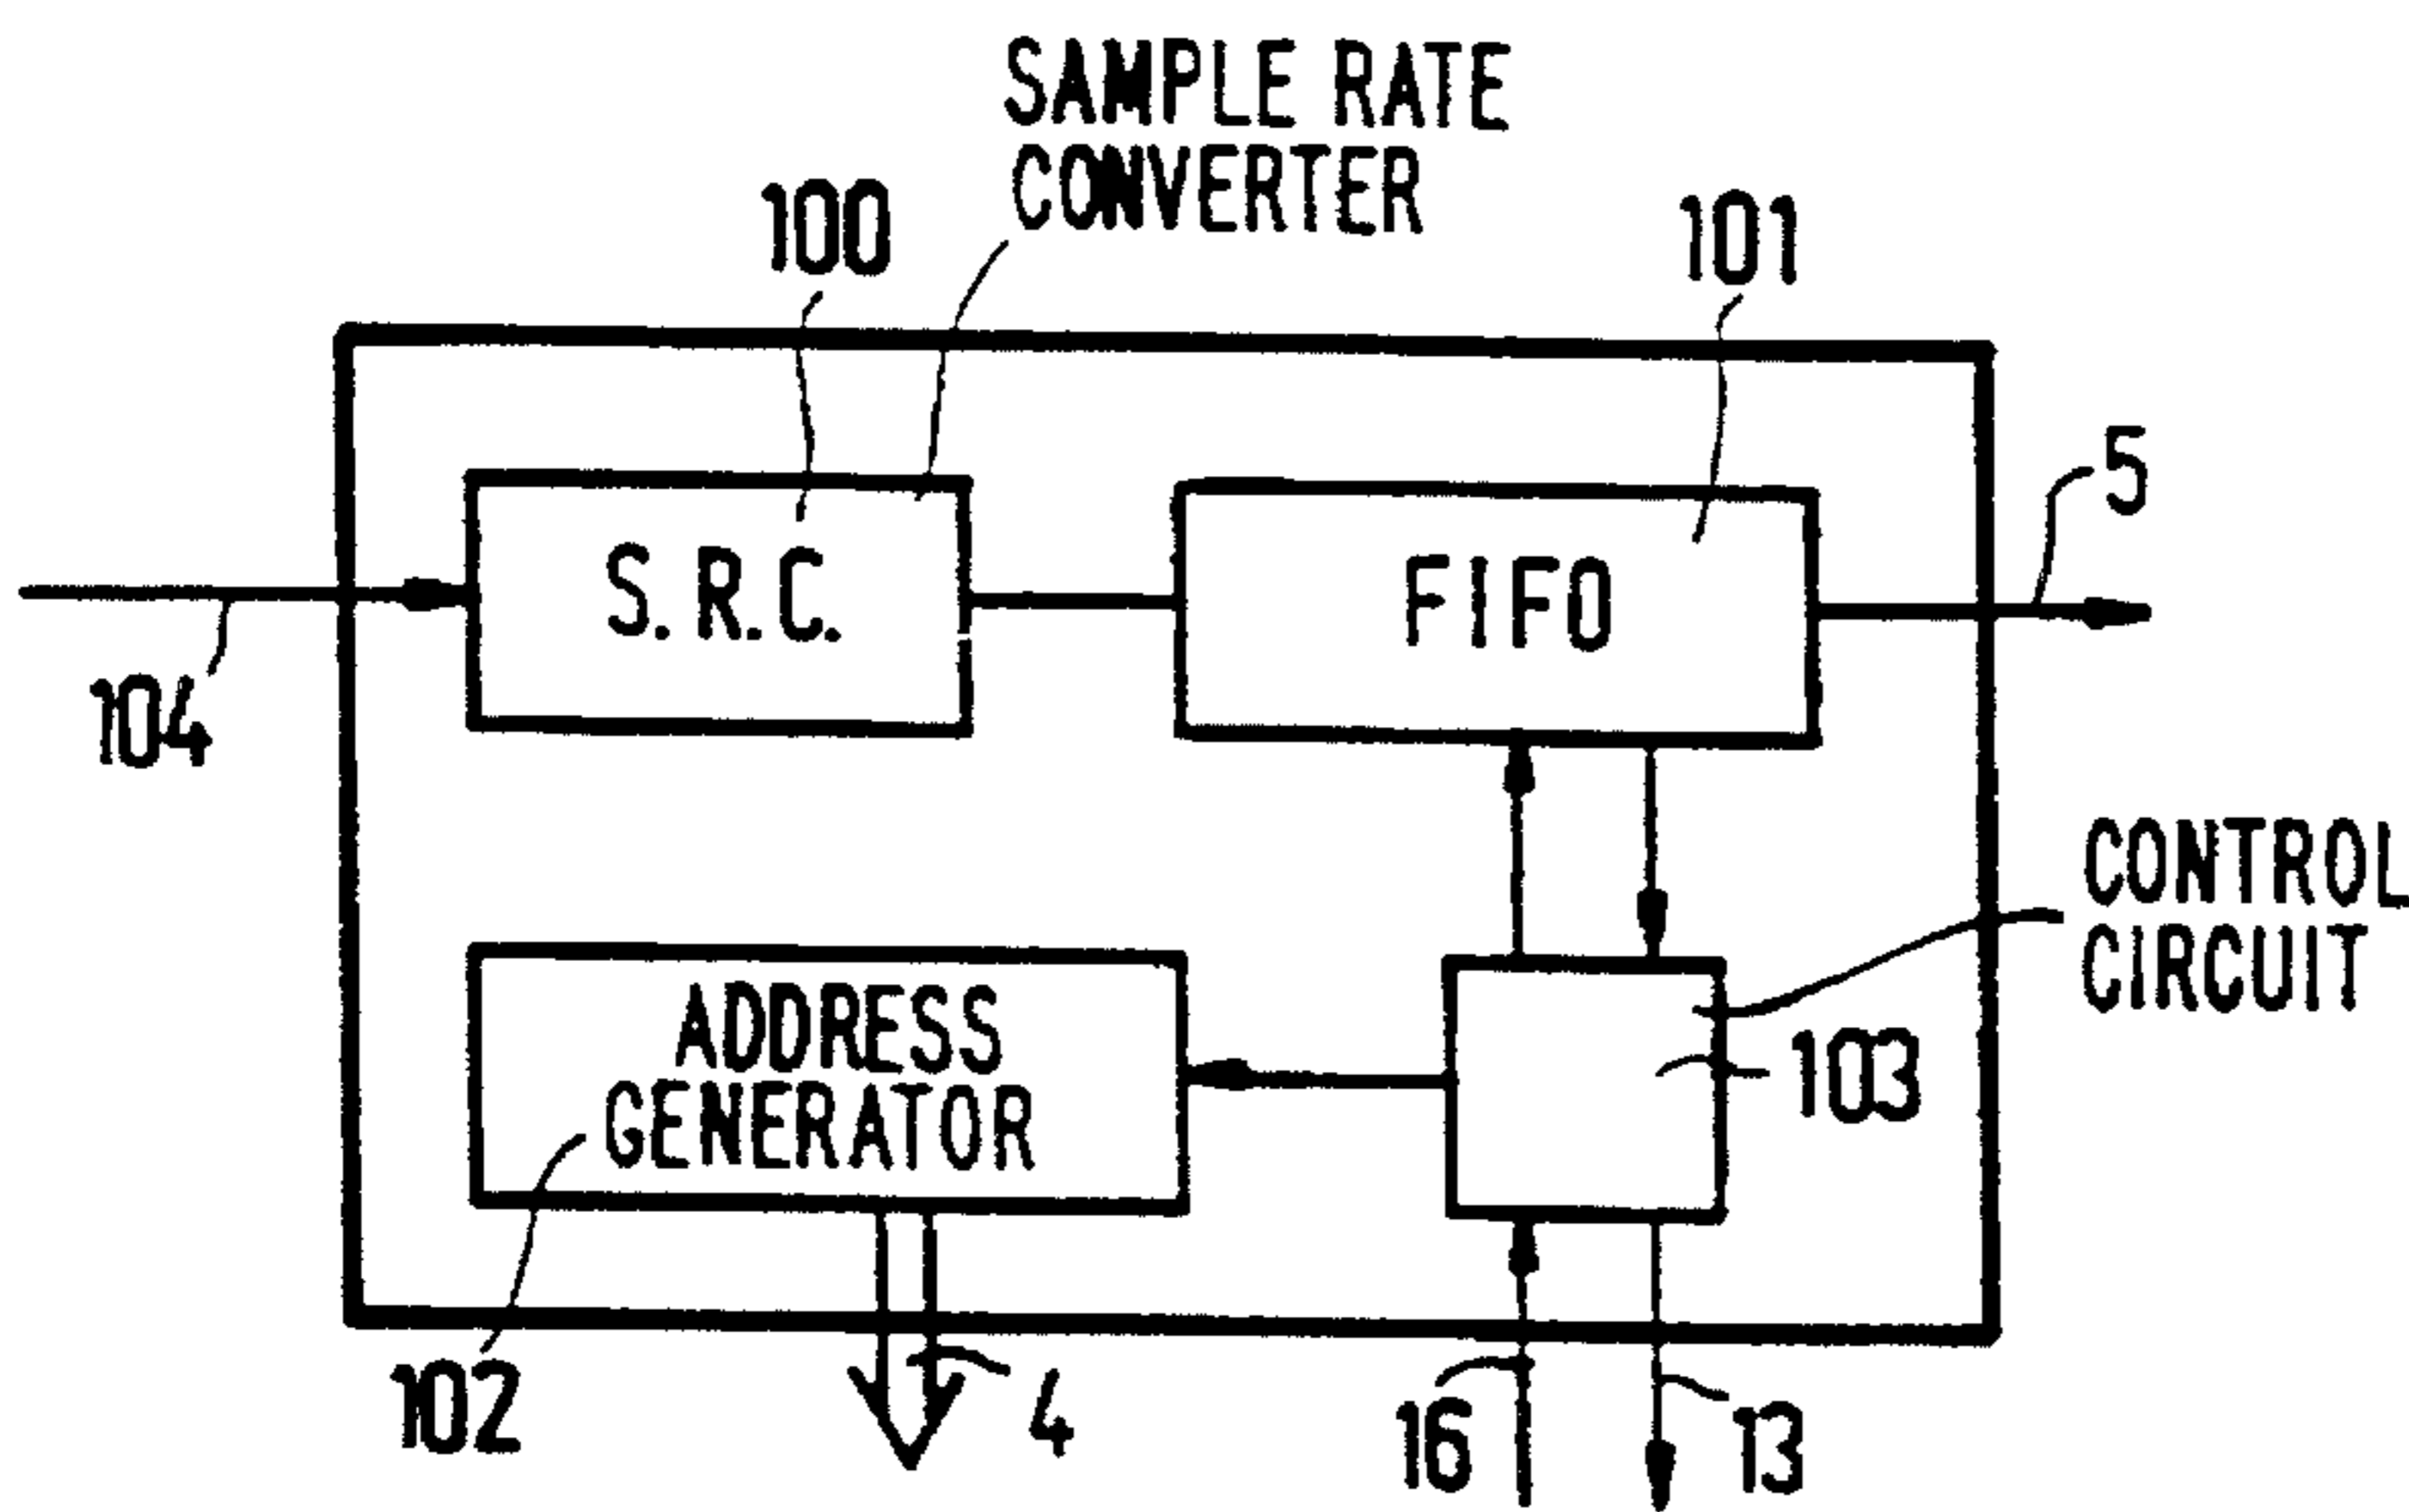 SAMPLE RATE
CONVERTER
100
101
5
S.R.C.
FIFO
104
CONTROL
CIRCUIT
ADDRESS
GENERATOR
103
102
4
16
13